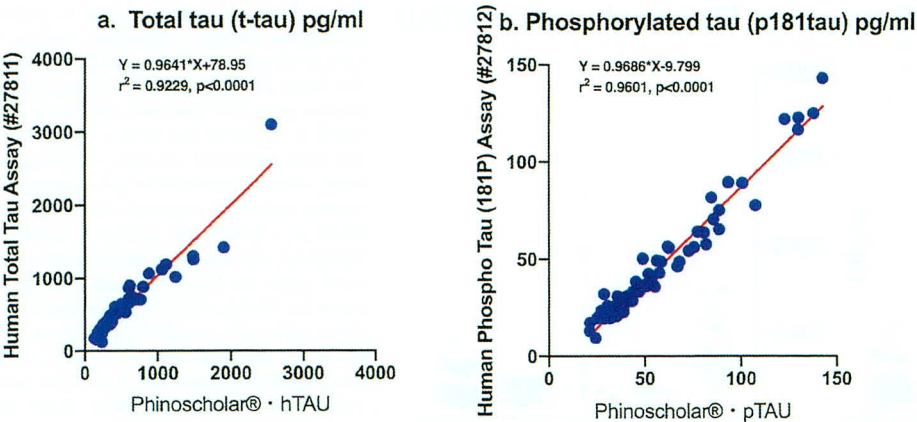 a. Total tau (t-tau) pg/ml
Human Total Tau Assay (#27811)
Y = 0.9641*X+78.95
r2 = 0.9229, p<0.0001
4000
3000
2000
1000
0
0 1000 2000 3000 4000
Phinoscholar® · hTAU
b. Phosphorylated tau (p181tau) pg/ml
Human Phospho Tau (181P) Assay (#27812)
Y = 0.9686*X-9.799
r2 = 0.9601, p<0.0001
150
100
50
0
0 50 100 150
Phinoscholar® · pTAU